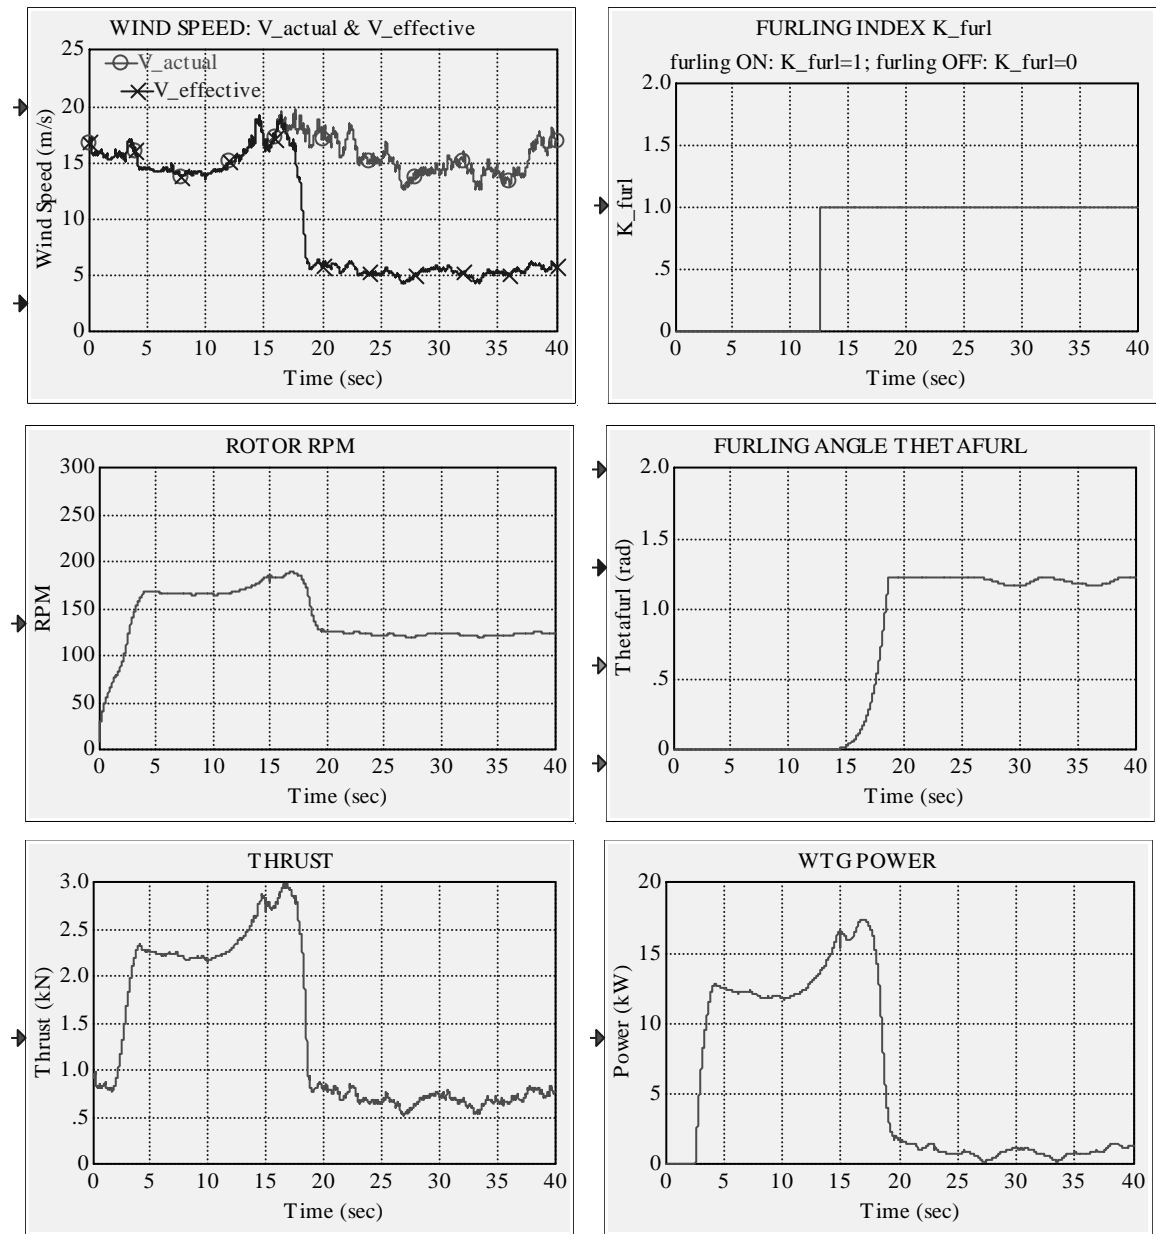 WIND SPEED: V_actual & V_effective
25
20
15
10
5
0
Wind Speed (m/s)
V_actual
V_effective
0 5 10 15 20 25 30 35 40
Time (sec)
FURLING INDEX K_furl
furling ON: K_furl=1; furling OFF: K_furl=0
2.0
1.5
1.0
.5
0
K_furl
0 5 10 15 20 25 30 35 40
Time (sec)
ROTOR RPM
300
250
200
150
100
50
0
RPM
0 5 10 15 20 25 30 35 40
Time (sec)
FURLING ANGLE THETAFURL
2.0
1.5
1.0
.5
0
Thetafurl (rad)
0 5 10 15 20 25 30 35 40
Time (sec)
THRUST
3.0
2.5
2.0
1.5
1.0
.5
0
Thrust (kN)
0 5 10 15 20 25 30 35 40
Time (sec)
WTG POWER
20
15
10
5
0
Power (kW)
0 5 10 15 20 25 30 35 40
Time (sec)